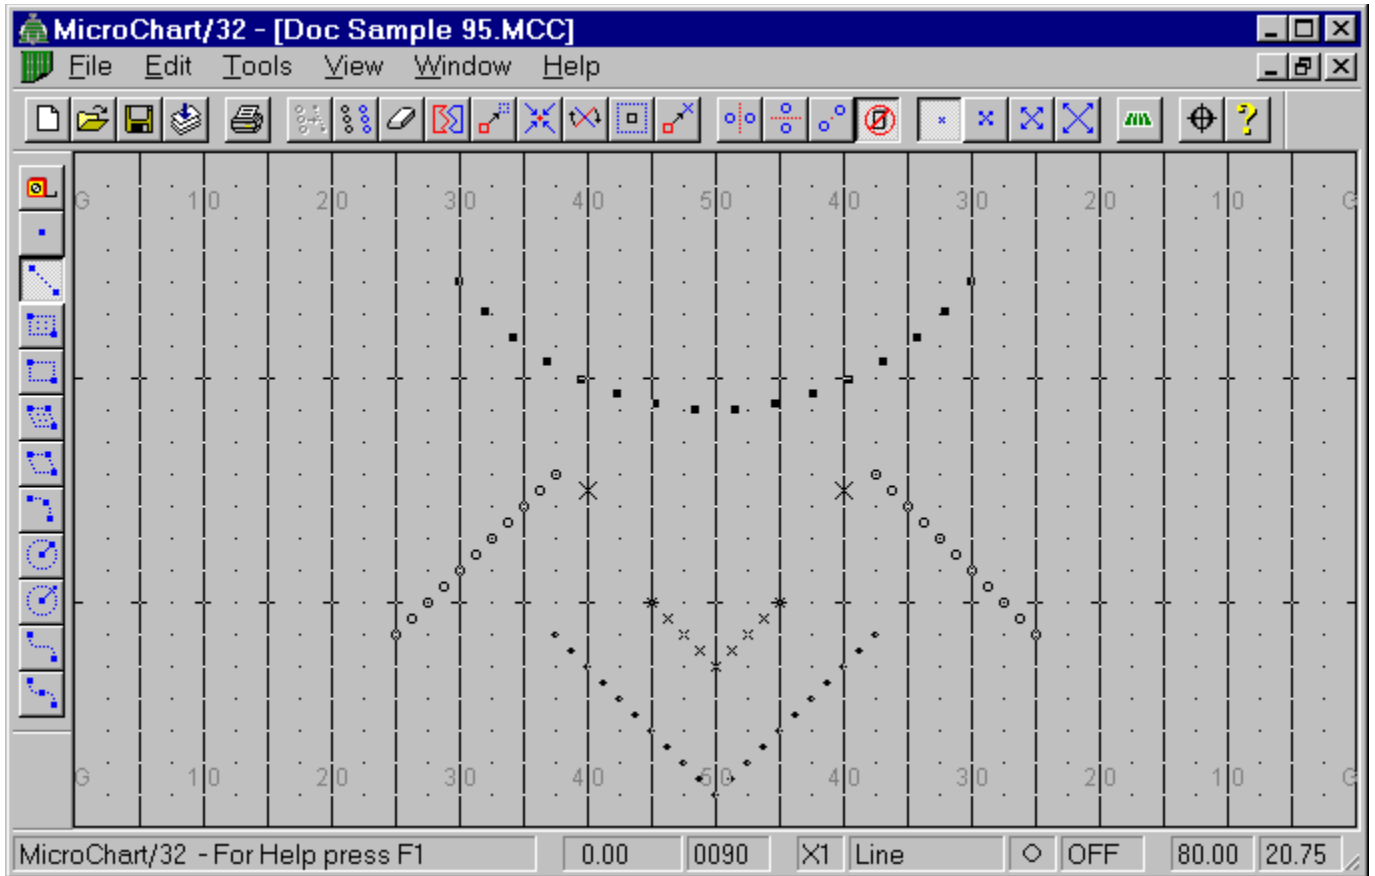 MicroChart/32 - [Doc Sample 95.MCC]
File Edit Tools View Window Help
G 10 20 30 40 50 40 30 20 10 G
G 10 20 30 40 50 40 30 20 10 G
MicroChart/32 - For Help press F1 0.00 0090 X1 Line OFF 80.00 20.75